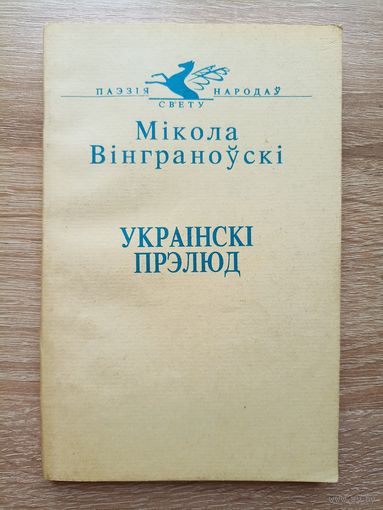 ПАЭЗІЯ НАРОДАЎ
СВЕТУ
Мікола
Вінграноўскі
УКРАІНСКІ
ПРЭЛЮД